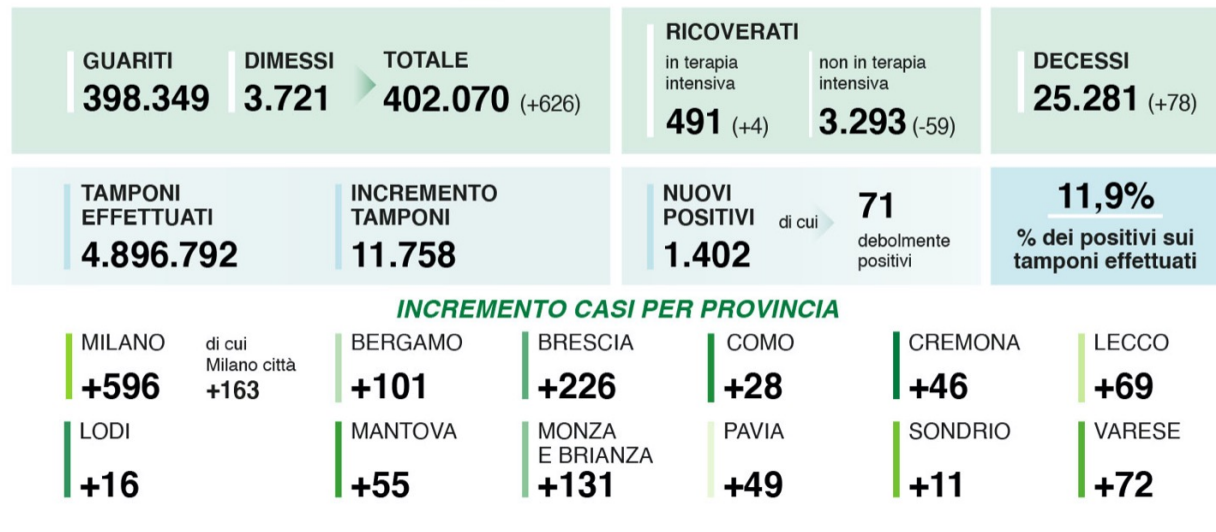 GUARITI
398.349
DIMESSI
3.721
TOTALE
402.070 (+626)
RICOVERATI
in terapia
intensiva
491 (+4)
non in terapia
intensiva
3.293 (-59)
DECESSI
25.281 (+78)
TAMPONI
EFFETTUATI
4.896.792
INCREMENTO
TAMPONI
11.758
NUOVI
POSITIVI
1.402
di cui
71
debolmente
positivi
11,9%
% dei positivi sui
tamponi effettuati
INCREMENTO CASI PER PROVINCIA
MILANO
+596
di cui
Milano città
+163
BERGAMO
+101
BRESCIA
+226
COMO
+28
CREMONA
+46
LECCO
+69
LODI
+16
MANTOVA
+55
MONZA
E BRIANZA
+131
PAVIA
+49
SONDRIO
+11
VARESE
+72